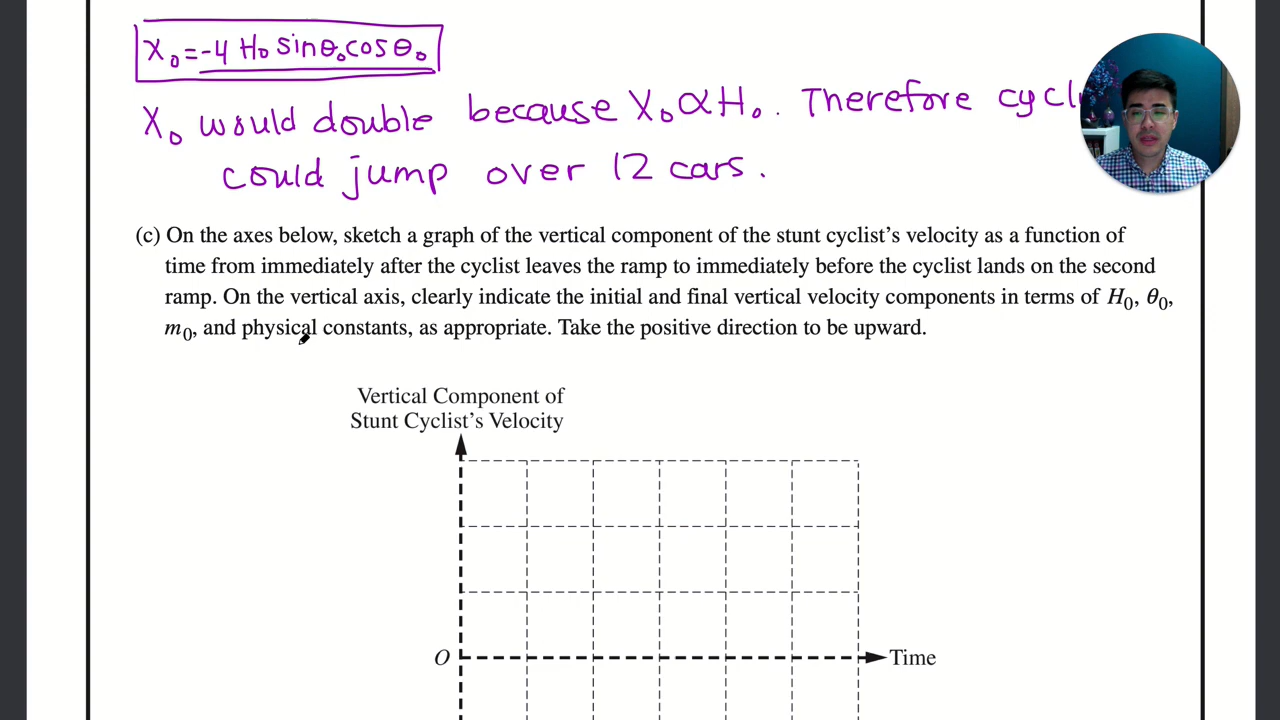 X₀ = -4 H₀ sinθ₀cosθ₀
X₀ would double because X₀ ∝ H₀. Therefore
could jump over 12 cars.
(c) On the axes below, sketch a graph of the vertical component of the stunt cyclist's velocity as a function of
time from immediately after the cyclist leaves the ramp to immediately before the cyclist lands on the second
ramp. On the vertical axis, clearly indicate the initial and final vertical velocity components in terms of H₀, θ₀,
m₀, and physical constants, as appropriate. Take the positive direction to be upward.
Vertical Component of
Stunt Cyclist's Velocity
O
Time